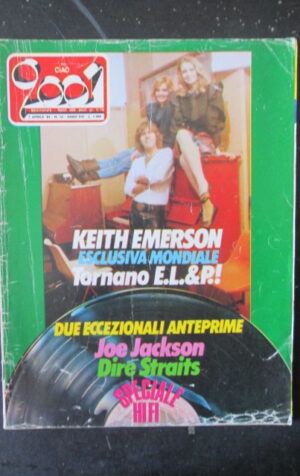 CIAO
2001
KEITH EMERSON
ESCLUSIVA MONDIALE
Tornano E.L.&P.!
DUE ECCEZIONALI ANTEPRIME
Joe Jackson
Dire Straits
SPECIALE
HI FI